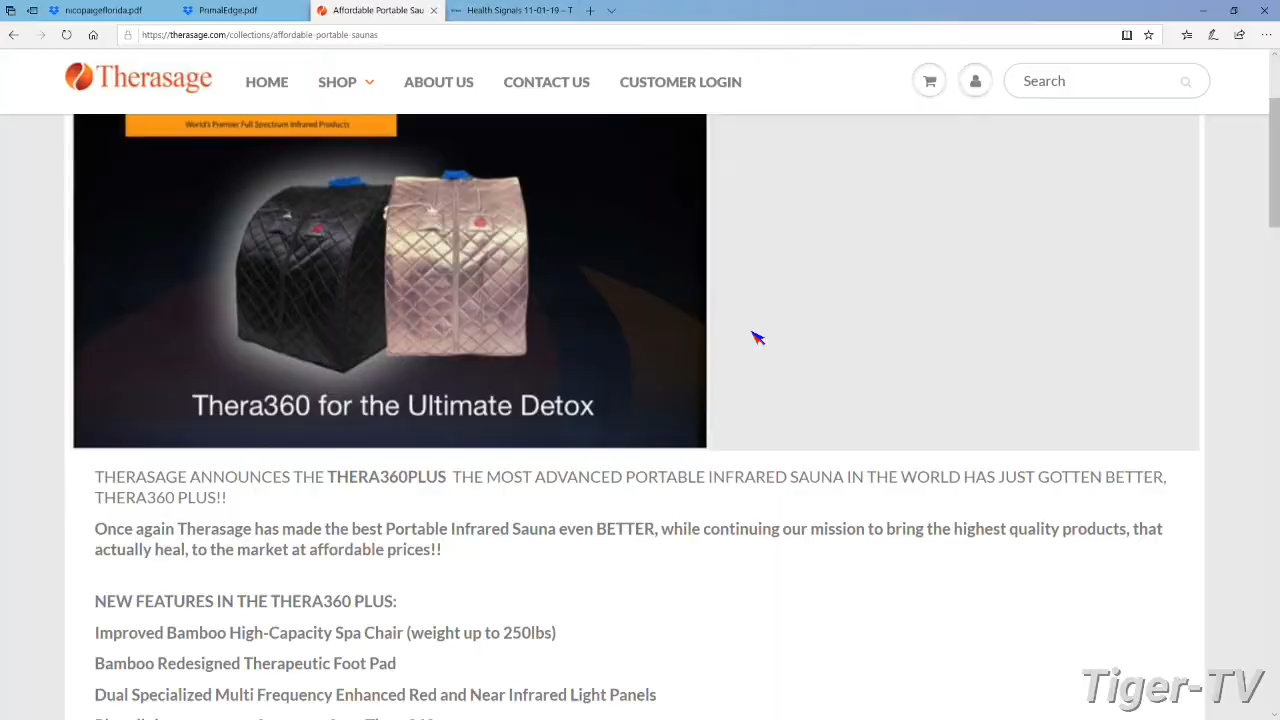 nicopageflorida.pdf
PrimalEdge.pdf
Affordable Portable Sau
Health Signals 11-01-19 – T
https://therasage.com/collections/affordable-portable-saunas
Therasage
HOME
SHOP
ABOUT US
CONTACT US
CUSTOMER LOGIN
Search
World's Premier Full Spectrum Infrared Products
Thera360 for the Ultimate Detox
THERASAGE ANNOUNCES THE THERA360PLUS THE MOST ADVANCED PORTABLE INFRARED SAUNA IN THE WORLD HAS JUST GOTTEN BETTER,
THERA360 PLUS!!
Once again Therasage has made the best Portable Infrared Sauna even BETTER, while continuing our mission to bring the highest quality products, that
actually heal, to the market at affordable prices!!
NEW FEATURES IN THE THERA360 PLUS:
Improved Bamboo High-Capacity Spa Chair (weight up to 250lbs)
Bamboo Redesigned Therapeutic Foot Pad
Dual Specialized Multi Frequency Enhanced Red and Near Infrared Light Panels
Tiger-TV